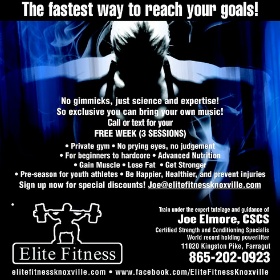 The fastest way to reach your goals!
No gimmicks, just science and expertise!
So exclusive you can bring your own music!
Call or text for your
FREE WEEK (3 SESSIONS)
• Private gym • No prying eyes, no judgement
• For beginners to hardcore • Advanced Nutrition
• Gain Muscle • Lose Fat • Get Stronger
• Pre-season for youth athletes • Be Happier, Healthier, and prevent injuries
Sign up now for special discounts! Joe@elitefitnessknoxville.com
Train under the expert tutelage and guidance of
Joe Elmore, CSCS
Certified Strength and Conditioning Specialis
World record holding powerlifter
11020 Kingston Pike, Farragut
865-202-0923
Elite Fitness
elitefitnessknoxville.com • www.facebook.com/EliteFitnessKnoxville